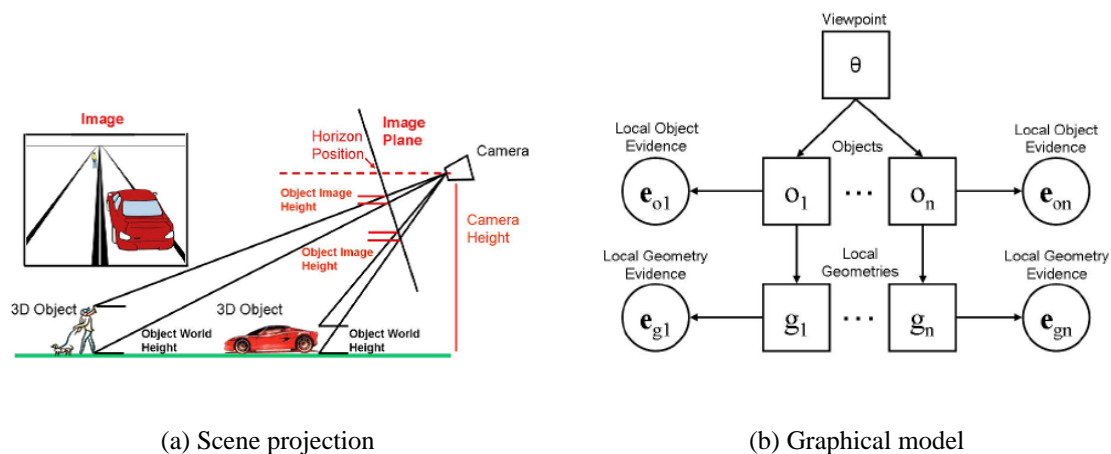 Image
Horizon
Position
Image
Plane
Camera
Object Image
Height
Camera
Height
Object Image
Height
3D Object
Object World
Height
3D Object
Object World
Height
(a) Scene projection
Viewpoint
θ
Local Object
Evidence
Objects
Local Object
Evidence
eo1
o1
...
on
eon
Local Geometry
Evidence
Local
Geometries
Local Geometry
Evidence
eg1
g1
...
gn
egn
(b) Graphical model